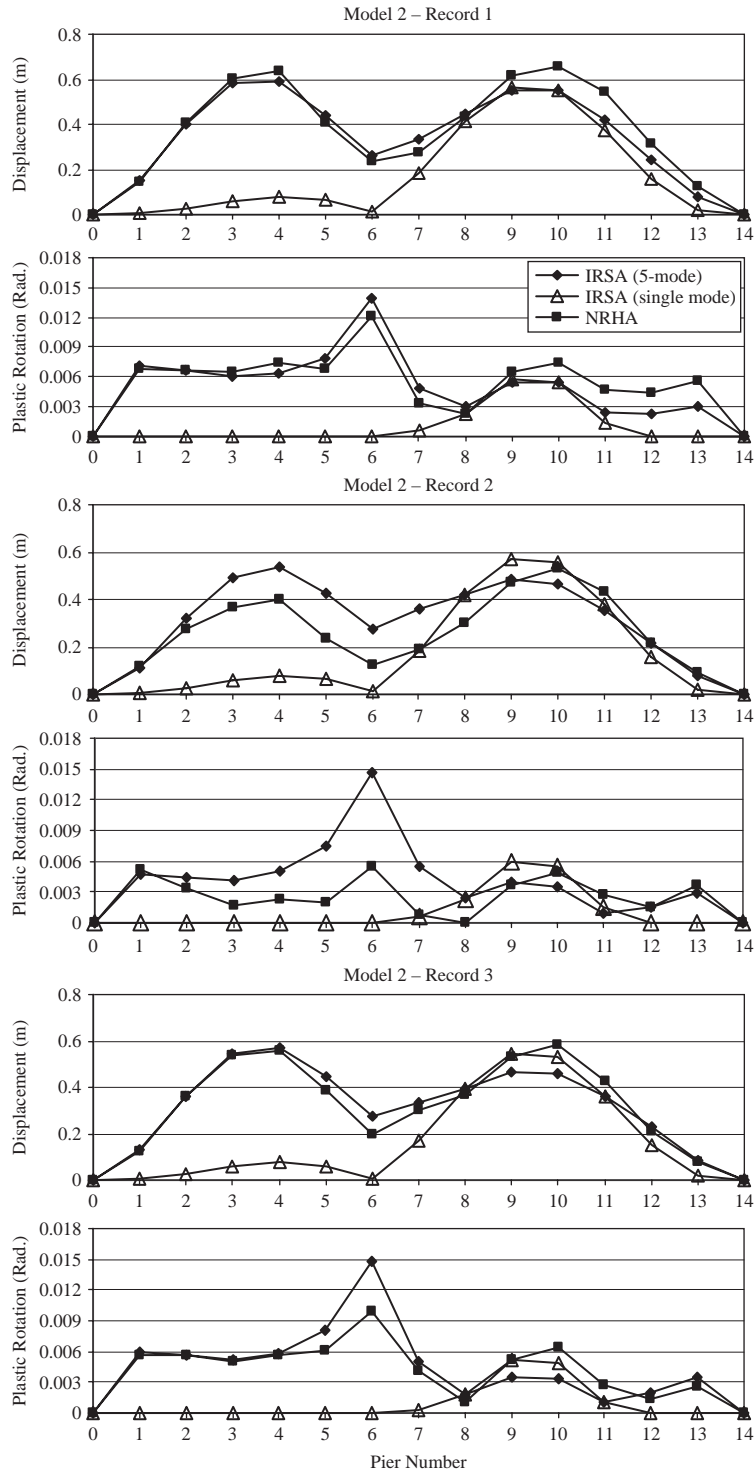 Model 2 – Record 1
Displacement (m)
0.8
0.6
0.4
0.2
0
0 1 2 3 4 5 6 7 8 9 10 11 12 13 14
Plastic Rotation (Rad.)
0.018
0.015
0.012
0.009
0.006
0.003
0
IRSA (5-mode)
IRSA (single mode)
NRHA
0 1 2 3 4 5 6 7 8 9 10 11 12 13 14
Model 2 – Record 2
Displacement (m)
0.8
0.6
0.4
0.2
0
0 1 2 3 4 5 6 7 8 9 10 11 12 13 14
Plastic Rotation (Rad.)
0.018
0.015
0.012
0.009
0.006
0.003
0
0 1 2 3 4 5 6 7 8 9 10 11 12 13 14
Model 2 – Record 3
Displacement (m)
0.8
0.6
0.4
0.2
0
0 1 2 3 4 5 6 7 8 9 10 11 12 13 14
Plastic Rotation (Rad.)
0.018
0.015
0.012
0.009
0.006
0.003
0
0 1 2 3 4 5 6 7 8 9 10 11 12 13 14
Pier Number